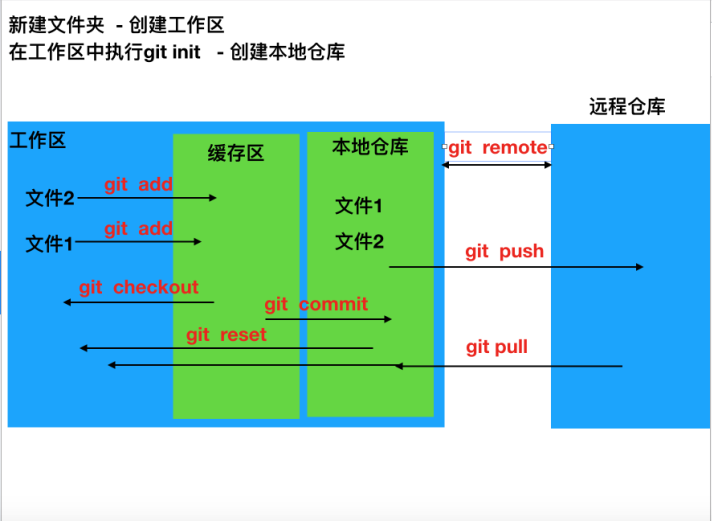 新建文件夹 - 创建工作区
在工作区中执行git init - 创建本地仓库
远程仓库
工作区
缓存区
本地仓库
git remote
文件2
git add
文件1
文件1
git add
文件2
git push
git checkout
git commit
git reset
git pull